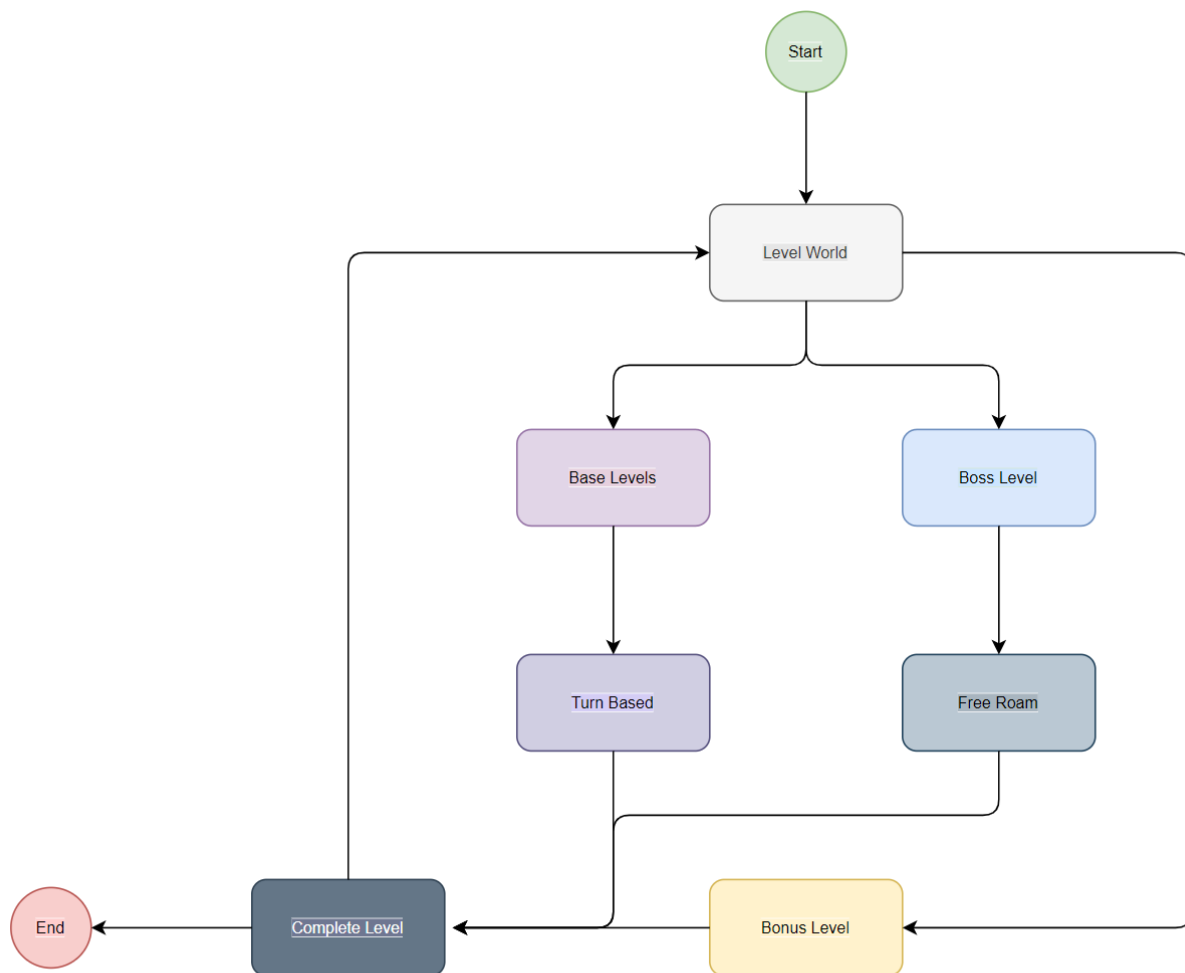 Start
Level World
Base Levels
Boss Level
Turn Based
Free Roam
End
Complete Level
Bonus Level